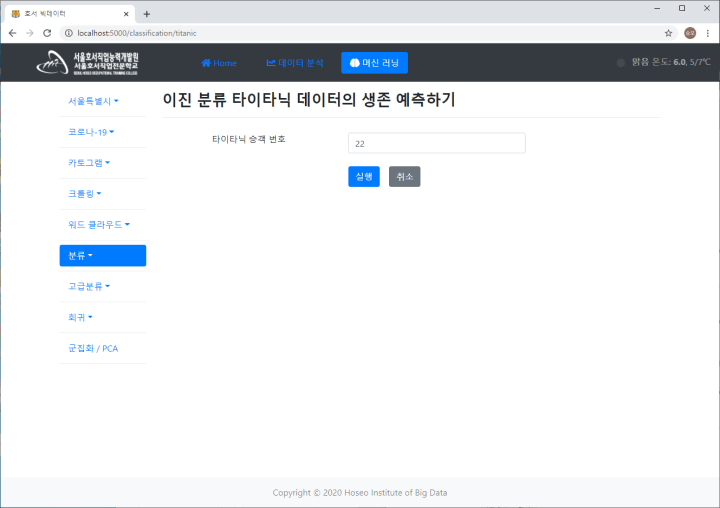 호서 빅데이터
localhost:5000/classification/titanic
서울호서직업능력개발원
서울호서직업전문학교
SEOUL HOSEO OCCUPATIONAL TRAINING COLLEGE
Home
데이터 분석
머신 러닝
맑음 온도: 6.0, 5/7℃
서울특별시
코로나-19
카토그램
크롤링
워드 클라우드
분류
고급분류
회귀
군집화 / PCA
이진 분류 타이타닉 데이터의 생존 예측하기
타이타닉 승객 번호
22
실행
취소
Copyright © 2020 Hoseo Institute of Big Data